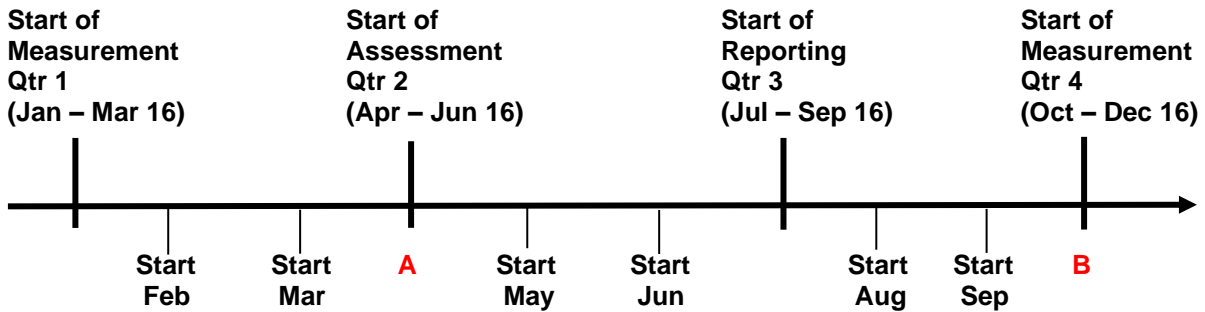 Start of
Measurement
Qtr 1
(Jan – Mar 16)
Start of
Assessment
Qtr 2
(Apr – Jun 16)
Start of
Reporting
Qtr 3
(Jul – Sep 16)
Start of
Measurement
Qtr 4
(Oct – Dec 16)
Start
Feb
Start
Mar
A
Start
May
Start
Jun
Start
Aug
Start
Sep
B